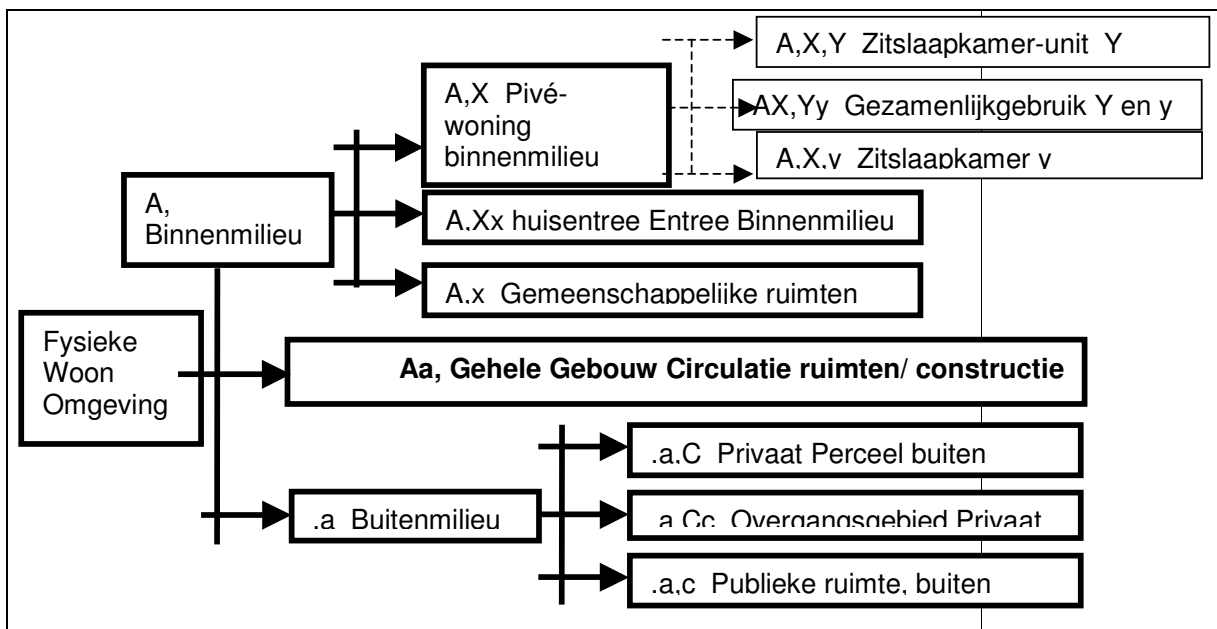 A,X,Y Zitslaapkamer-unit Y
A,X Pivé-
woning
binnenmilieu
AX,Yy Gezamenlijkgebruik Y en y
A,X,y Zitslaapkamer y
A,
Binnenmilieu
A,Xx huisentree Entree Binnenmilieu
A,x Gemeenschappelijke ruimten
Fysieke
Woon
Omgeving
Aa, Gehele Gebouw Circulatie ruimten/ constructie
.a,C Privaat Perceel buiten
.a Buitenmilieu
.a,Cc Overgangsgebied Privaat
.a,c Publieke ruimte, buiten